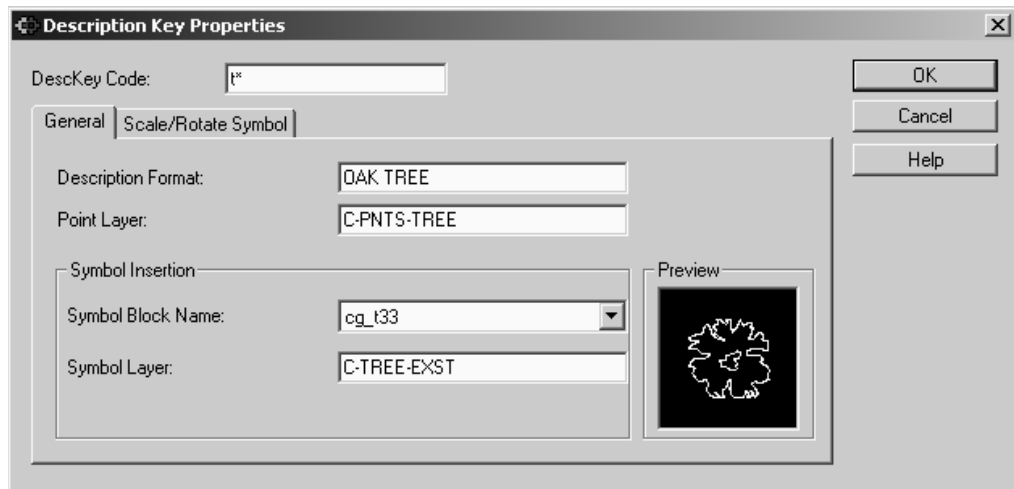 Description Key Properties
DescKey Code: t*
OK
General Scale/Rotate Symbol
Cancel
Help
Description Format: OAK TREE
Point Layer: C-PNTS-TREE
Symbol Insertion
Preview
Symbol Block Name: cg_t33
Symbol Layer: C-TREE-EXST